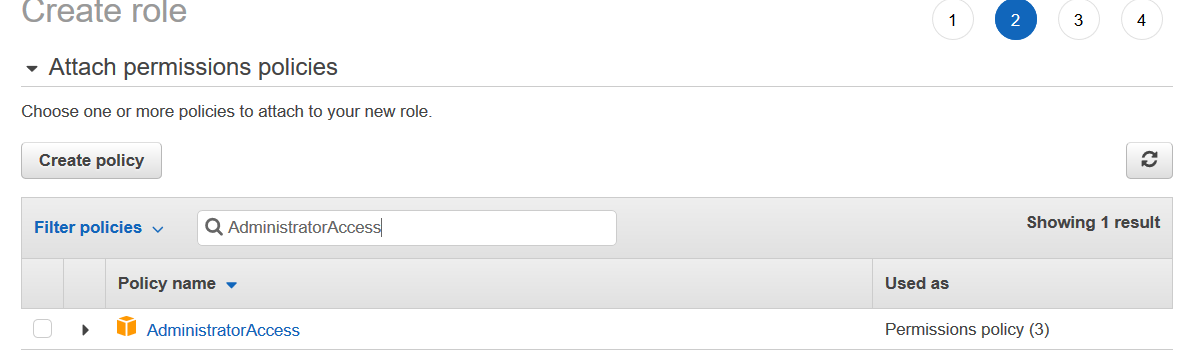 Create role
1 2 3 4
Attach permissions policies
Choose one or more policies to attach to your new role.
Create policy
Filter policies AdministratorAccess Showing 1 result
Policy name Used as
AdministratorAccess Permissions policy (3)